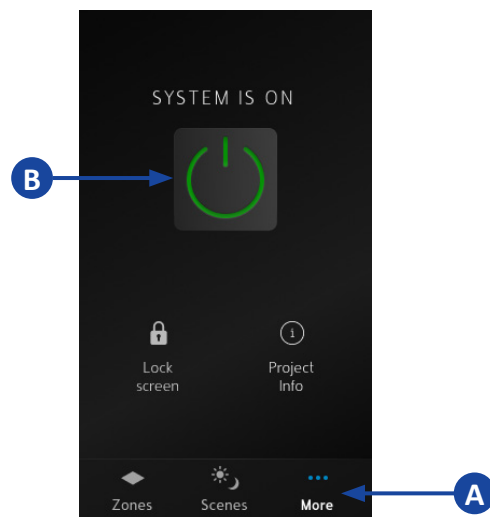 SYSTEM IS ON
B
Lock
screen
Project
Info
Zones
Scenes
More
A